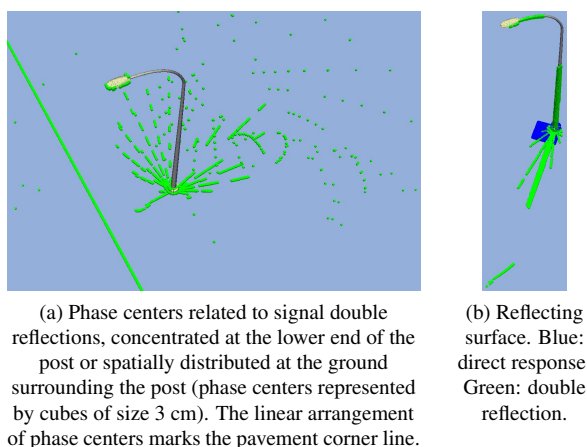 (a) Phase centers related to signal double
reflections, concentrated at the lower end of the
post or spatially distributed at the ground
surrounding the post (phase centers represented
by cubes of size 3 cm). The linear arrangement
of phase centers marks the pavement corner line.
(b) Reflecting
surface. Blue:
direct response
Green: double
reflection.